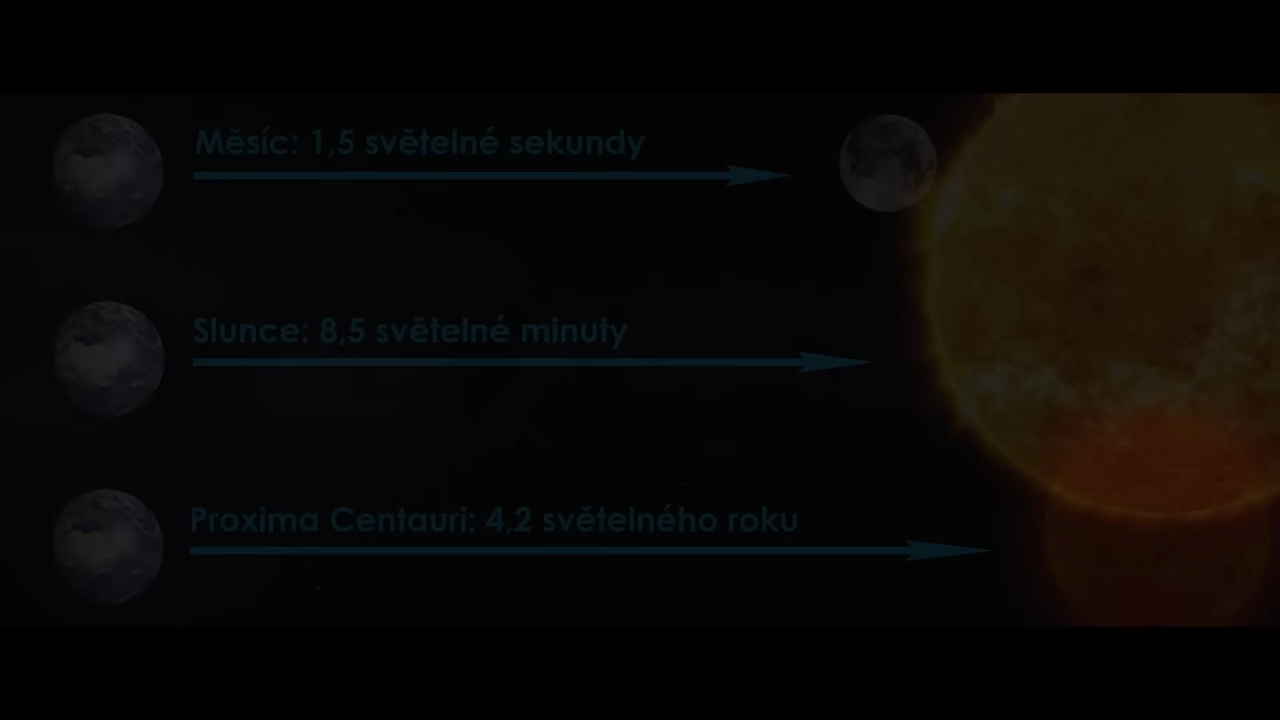 Měsíc: 1,5 světelné sekundy
Slunce: 8,5 světelné minuty
Proxima Centauri: 4,2 světelného roku